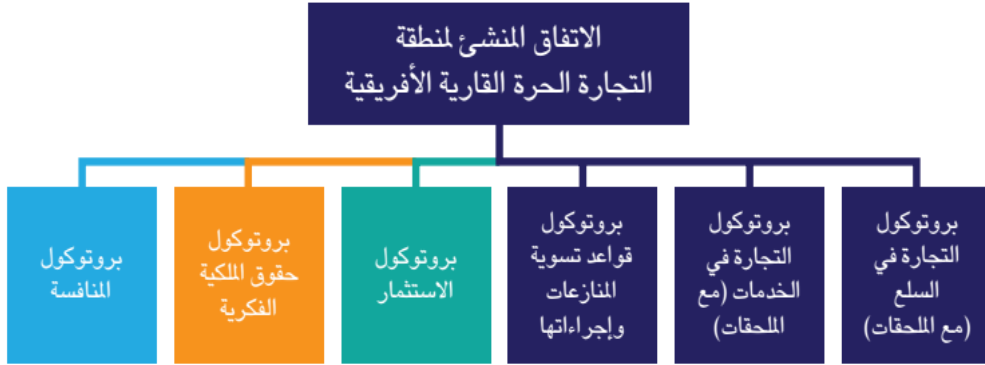 الاتفاق المنشئ لمنطقة
التجارة الحرة القارية الأفريقية
بروتوكول
التجارة في
السلع
(مع الملحقات)
بروتوكول
التجارة في
الخدمات (مع
الملحقات)
بروتوكول
قواعد تسوية
المنازعات
وإجراءاتها
بروتوكول
الاستثمار
بروتوكول
حقوق الملكية
الفكرية
بروتوكول
المنافسة